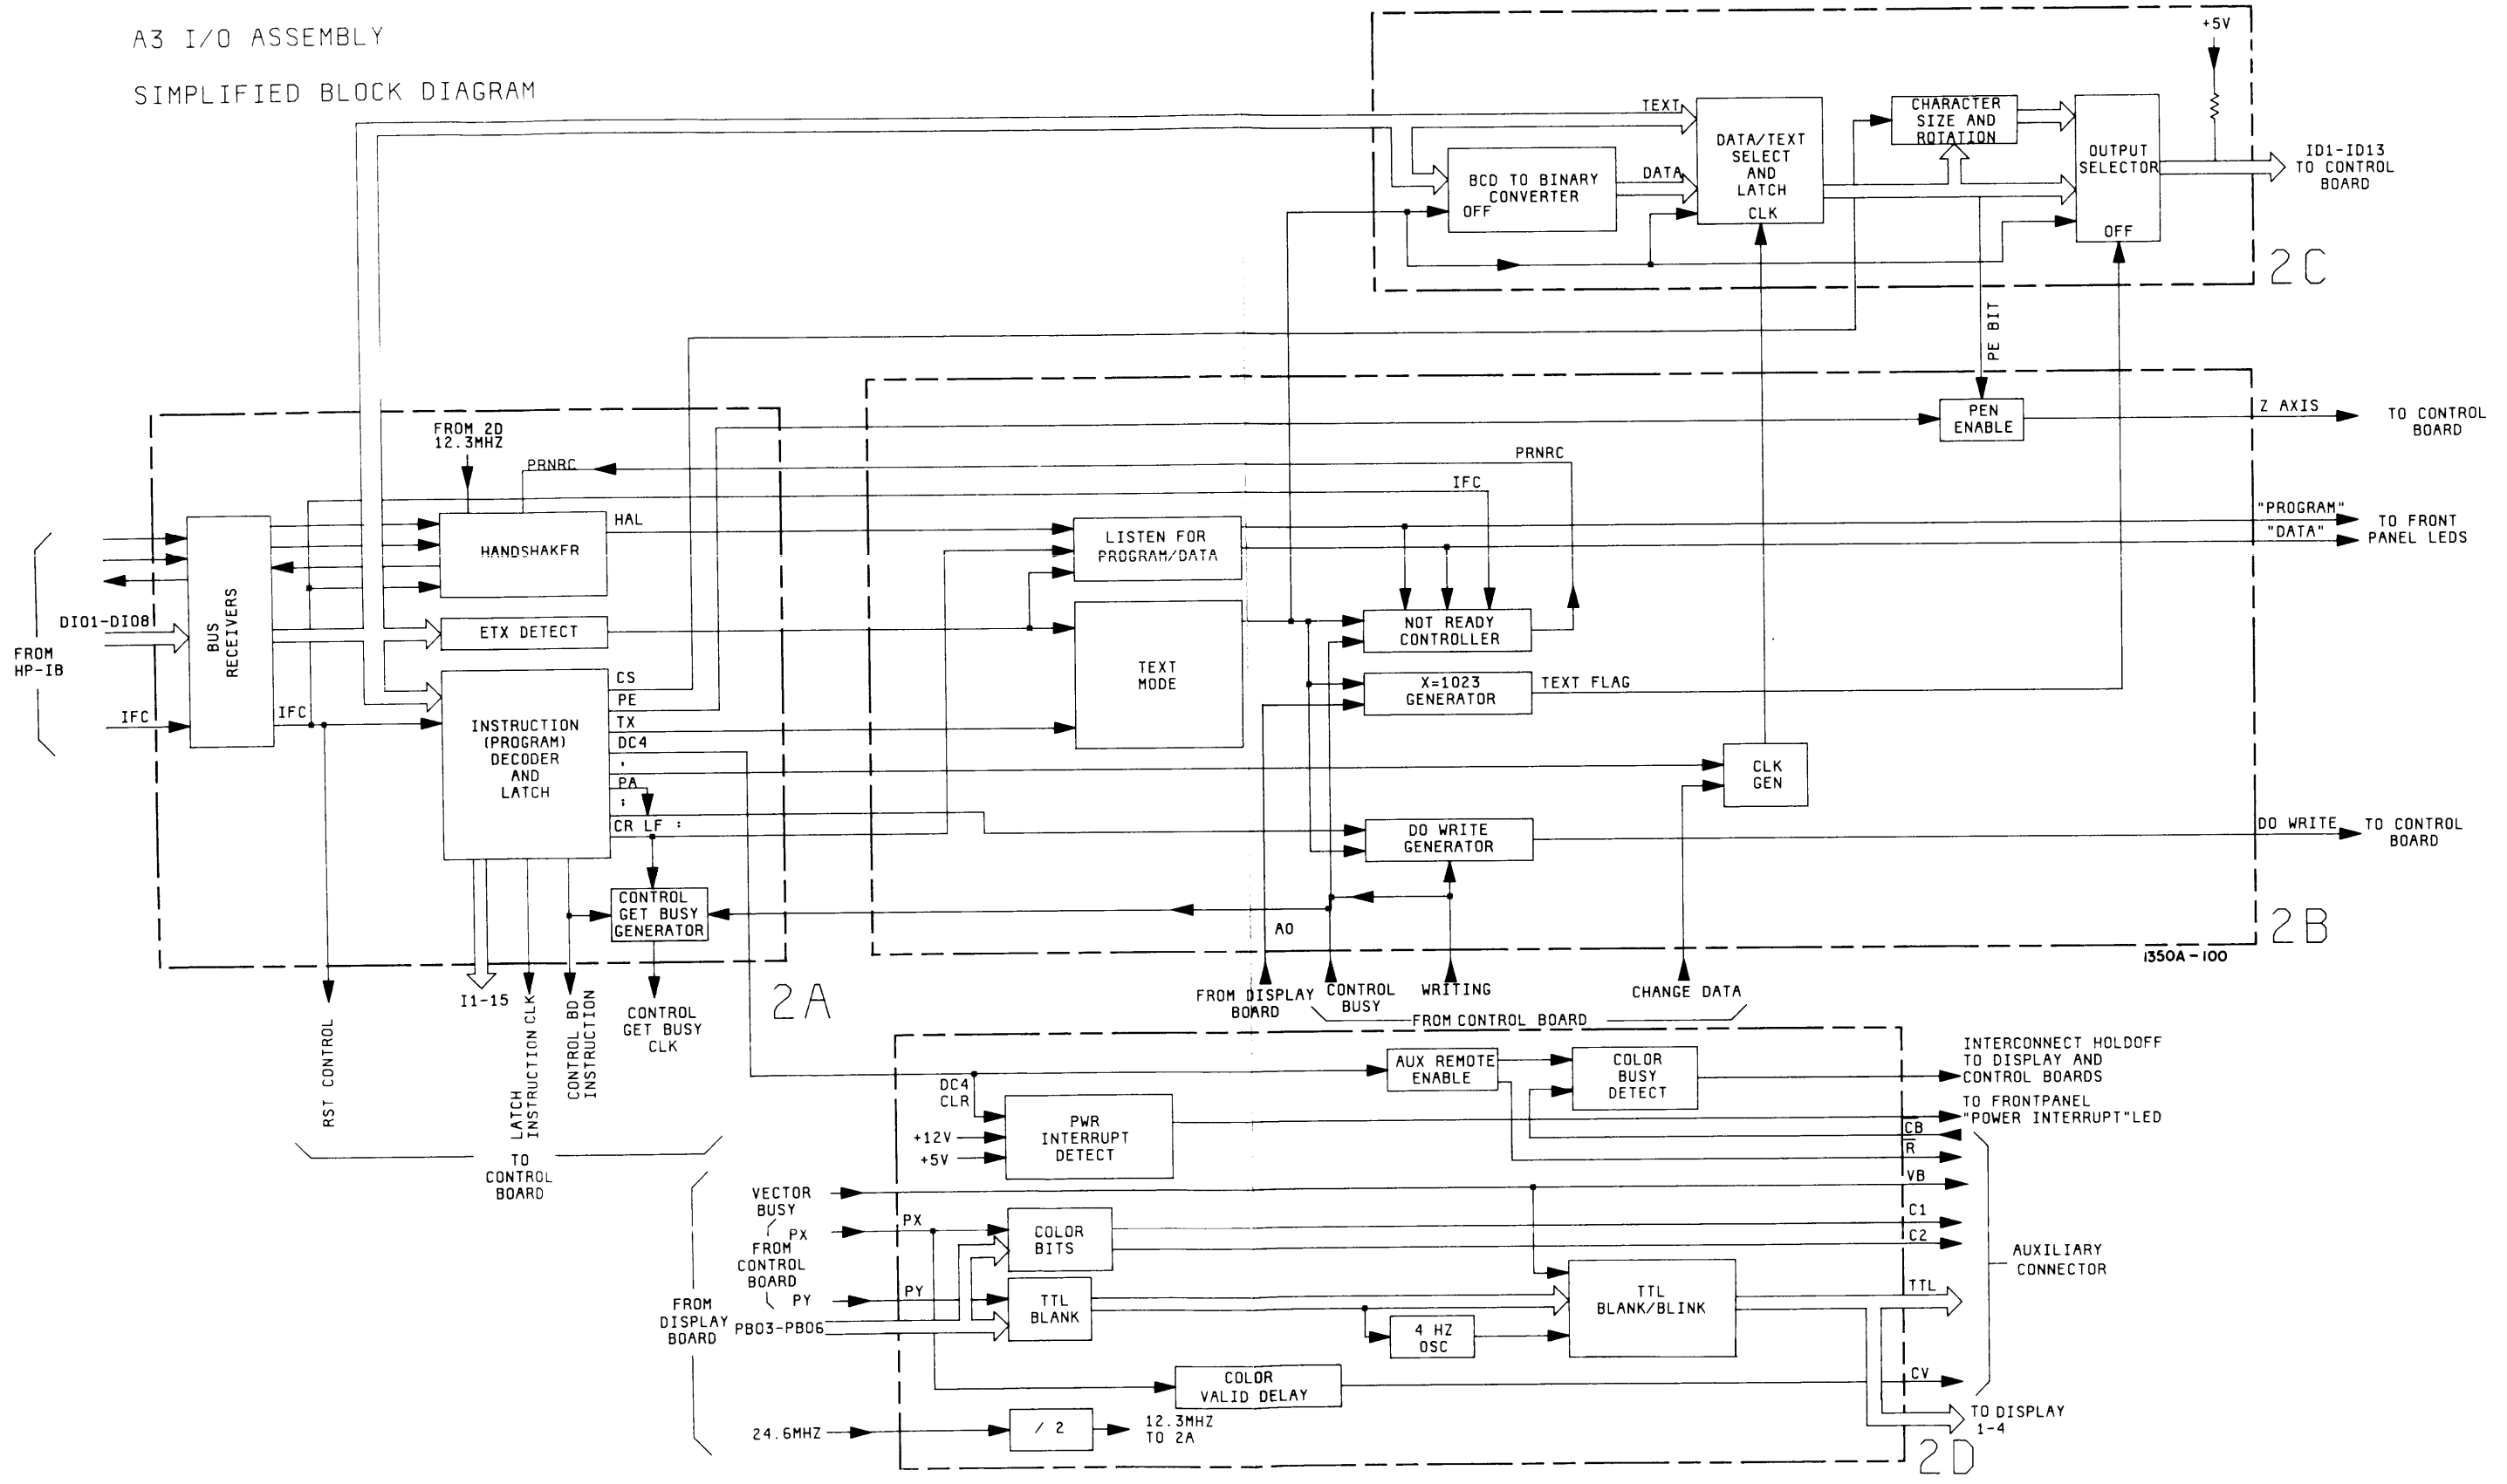 A3 I/O ASSEMBLY
SIMPLIFIED BLOCK DIAGRAM
+5V
TEXT
DATA/TEXT
SELECT
AND
LATCH
CLK
CHARACTER
SIZE AND
ROTATION
OUTPUT
SELECTOR
OFF
ID1-ID13
TO CONTROL
BOARD
BCD TO BINARY
CONVERTER
OFF
DATA
2C
PE BIT
FROM 2D
12.3MHZ
PRNRC
PRNRC
IFC
PEN
ENABLE
Z AXIS
TO CONTROL
BOARD
HANDSHAKER
HAL
LISTEN FOR
PROGRAM/DATA
"PROGRAM"
"DATA"
TO FRONT
PANEL LEDS
FROM
HP-IB
DIO1-DIO8
IFC
BUS
RECEIVERS
IFC
ETX DETECT
TEXT
MODE
NOT READY
CONTROLLER
X=1023
GENERATOR
TEXT FLAG
INSTRUCTION
(PROGRAM)
DECODER
AND
LATCH
CS
PE
TX
DC4
,
PA
;
CR LF :
CLK
GEN
DO WRITE
GENERATOR
DO WRITE
TO CONTROL
BOARD
CONTROL
GET BUSY
GENERATOR
A0
2B
1350A-100
2A
I1-15
RST CONTROL
LATCH
INSTRUCTION CLK
CONTROL BD
INSTRUCTION
CONTROL
GET BUSY
CLK
TO
CONTROL
BOARD
FROM DISPLAY
BOARD
CONTROL
BUSY
WRITING
CHANGE DATA
FROM CONTROL BOARD
DC4
CLR
+12V
+5V
PWR
INTERRUPT
DETECT
AUX REMOTE
ENABLE
COLOR
BUSY
DETECT
INTERCONNECT HOLDOFF
TO DISPLAY AND
CONTROL BOARDS
TO FRONTPANEL
"POWER INTERRUPT"LED
CB
R
VB
C1
C2
TTL
CV
AUXILIARY
CONNECTOR
FROM
DISPLAY
BOARD
VECTOR
BUSY
PX
FROM
CONTROL
BOARD
PY
PB03-PB06
PX
PY
COLOR
BITS
TTL
BLANK
4 HZ
OSC
TTL
BLANK/BLINK
COLOR
VALID DELAY
24.6MHZ
/ 2
12.3MHZ
TO 2A
TO DISPLAY
1-4
2D